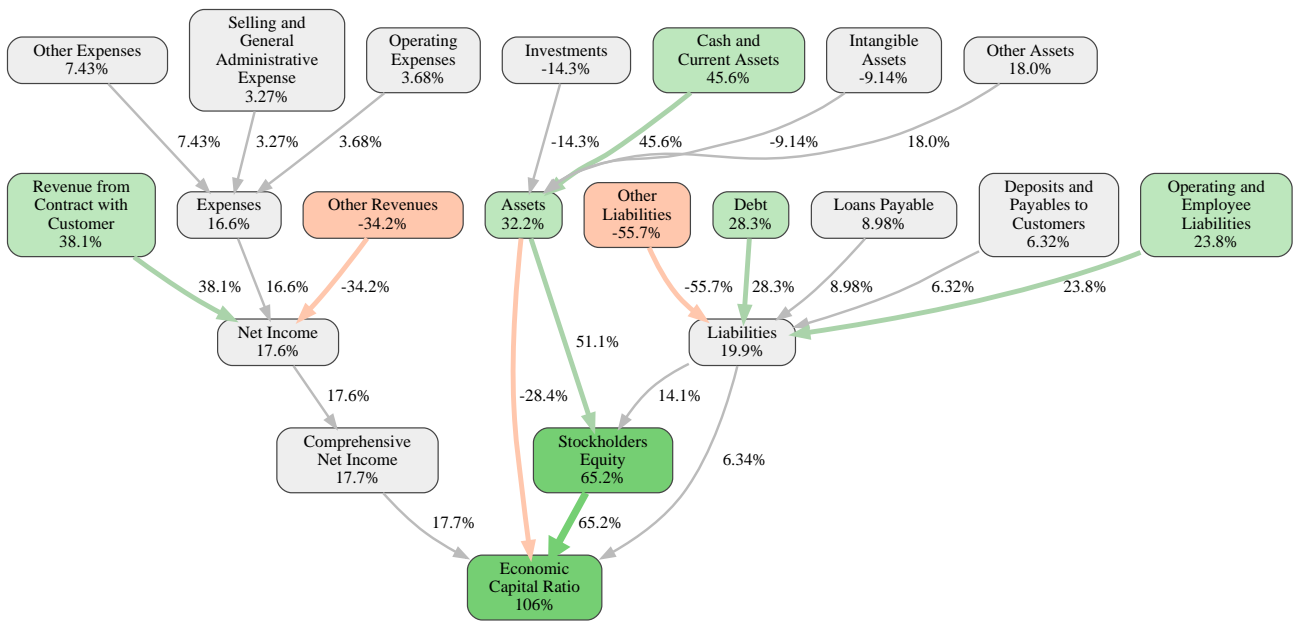 Other Expenses
7.43%
Selling and
General
Administrative
Expense
3.27%
Operating
Expenses
3.68%
Investments
-14.3%
Cash and
Current Assets
45.6%
Intangible
Assets
-9.14%
Other Assets
18.0%
7.43%
3.27%
3.68%
-14.3%
45.6%
-9.14%
18.0%
Revenue from
Contract with
Customer
38.1%
Expenses
16.6%
Other Revenues
-34.2%
Assets
32.2%
Other
Liabilities
-55.7%
Debt
28.3%
Loans Payable
8.98%
Deposits and
Payables to
Customers
6.32%
Operating and
Employee
Liabilities
23.8%
38.1%
16.6%
-34.2%
-55.7%
28.3%
8.98%
6.32%
23.8%
Net Income
17.6%
51.1%
Liabilities
19.9%
17.6%
-28.4%
14.1%
Comprehensive
Net Income
17.7%
Stockholders
Equity
65.2%
6.34%
17.7%
65.2%
Economic
Capital Ratio
106%